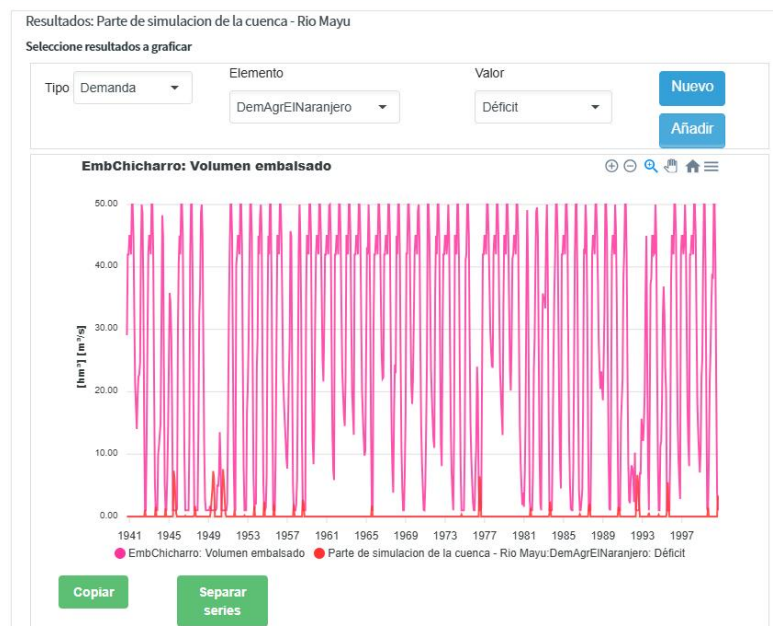 Resultados: Parte de simulacion de la cuenca - Rio Mayu
Seleccione resultados a graficar
Tipo Demanda
Elemento
DemAgrElNaranjero
Valor
Déficit
Nuevo
Añadir
EmbChicharro: Volumen embalsado
50.00
40.00
30.00
20.00
10.00
0.00
[hm³] [m³/s]
1941 1945 1949 1953 1957 1961 1965 1969 1973 1977 1981 1985 1989 1993 1997
EmbChicharro: Volumen embalsado Parte de simulacion de la cuenca - Rio Mayu:DemAgrElNaranjero: Déficit
Copiar
Separar
series